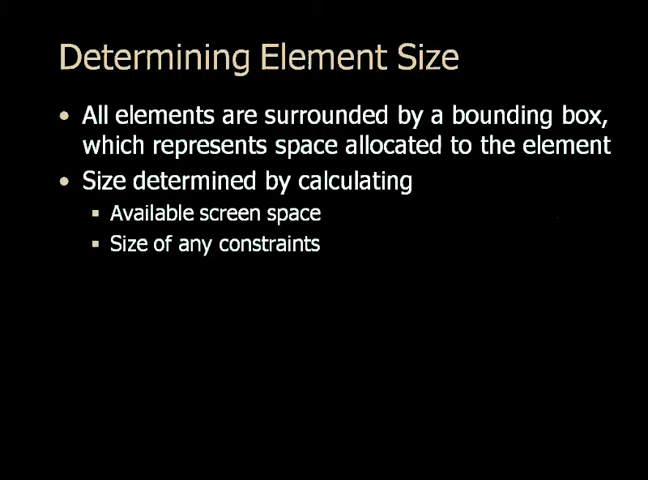 Determining Element Size
• All elements are surrounded by a bounding box,
which represents space allocated to the element
• Size determined by calculating
▪ Available screen space
▪ Size of any constraints